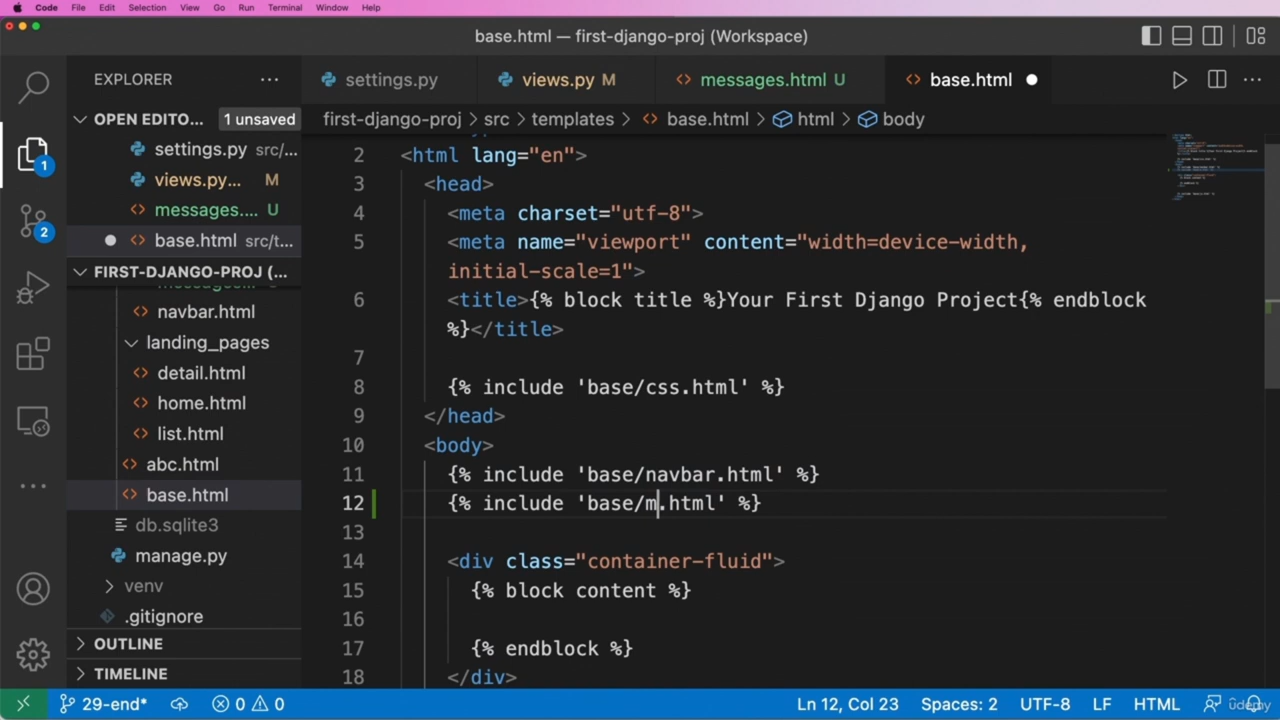 Code File Edit Selection View Go Run Terminal Window Help
base.html — first-django-proj (Workspace)
EXPLORER
OPEN EDITO... 1 unsaved
settings.py src/...
views.py... M
messages.... U
base.html src/t...
FIRST-DJANGO-PROJ (...
messages...
navbar.html
landing_pages
detail.html
home.html
list.html
abc.html
base.html
db.sqlite3
manage.py
venv
.gitignore
OUTLINE
TIMELINE
1
2
settings.py views.py M messages.html U base.html
first-django-proj > src > templates > base.html > html > body
2 <html lang="en">
3 <head>
4 <meta charset="utf-8">
5 <meta name="viewport" content="width=device-width,
initial-scale=1">
6 <title>{% block title %}Your First Django Project{% endblock
%}</title>
7
8 {% include 'base/css.html' %}
9 </head>
10 <body>
11 {% include 'base/navbar.html' %}
12 {% include 'base/m.html' %}
13
14 <div class="container-fluid">
15 {% block content %}
16
17 {% endblock %}
18 </div>
29-end* 0 0 Ln 12, Col 23 Spaces: 2 UTF-8 LF HTML
udemy